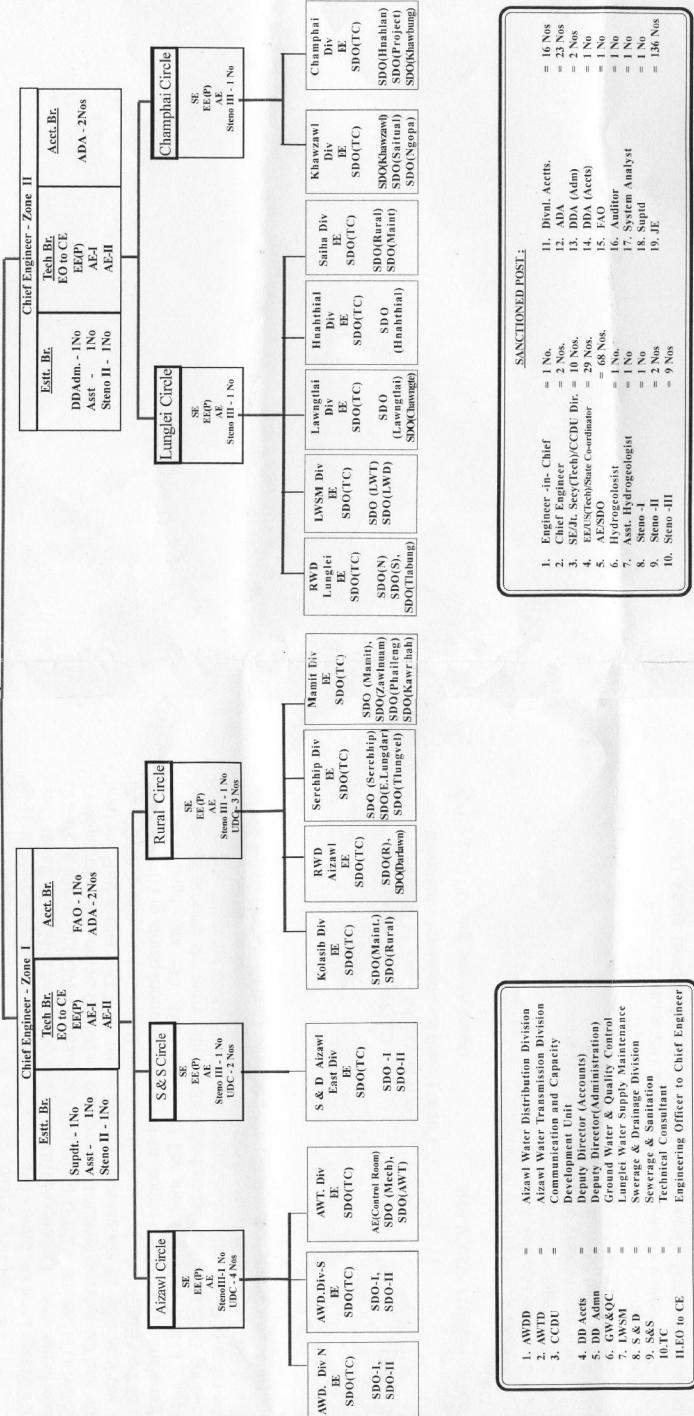 Chief Engineer - Zone I
Estt. Br.
Supdt. - 1No
Asst - 1No
Steno II - 1No
Tech Br.
EO to CE
EE(P)
AE-I
AE-II
Acct. Br.
FAO - 1No
ADA - 2Nos
Chief Engineer - Zone II
Estt. Br.
DDAdm. - 1No
Asst - 1No
Steno II - 1No
Tech Br.
EO to CE
EE(P)
AE-I
AE-II
Acct. Br.
ADA - 2Nos
Aizawl Circle
SE
EE(P)
AE
StenoIII- 1 No
UDC - 4 Nos
S & S Circle
SE
EE(P)
AE
Steno III - 1 No
UDC - 2 Nos
Rural Circle
SE
EE(P)
AE
Steno III - 1 No
UDC - 3 Nos
Lunglei Circle
SE
EE(P)
AE
Steno III - 1 No
Champhai Circle
SE
EE(P)
AE
Steno III - 1 No
AWD. Div N
EE
SDO(TC)
SDO-I,
SDO-II
AWD.Div-S
EE
SDO(TC)
SDO-I,
SDO-II
AWT. Div
EE
SDO(TC)
AE(Control Room)
SDO (Mech),
SDO(AWT)
S & D Aizawl
East Div
EE
SDO(TC)
SDO -I
SDO-II
Kolasib Div
EE
SDO(TC)
SDO(Maint.)
SDO(Rural)
RWD
Aizawl
EE
SDO(TC)
SDO(R),
SDO(Darlawn)
Serchhip Div
EE
SDO(TC)
SDO (Serchhip)
SDO(E.Lungdar)
SDO(Tlungvel)
Mamit Div
EE
SDO(TC)
SDO (Mamit),
SDO(Zawlnuam)
SDO(Phaileng)
RWD
Lunglei
EE
SDO(TC)
SDO(N)
SDO(S),
SDO(Tlabung)
LWSM Div
EE
SDO(TC)
SDO (LWT)
SDO(LWD)
Lawngtlai
Div
EE
SDO(TC)
SDO
(Lawngtlai)
SDO(Chawngte)
Hnahthial
Div
EE
SDO(TC)
SDO
(Hnahthial)
Saiha Div
EE
SDO(TC)
SDO(Rural)
SDO(Maint)
Khawzawl
Div
EE
SDO(TC)
SDO(Khawzawl)
SDO(Saitual)
SDO(Ngopa)
Champhai
Div
EE
SDO(TC)
SDO(Hnahlan)
SDO(Project)
SDO(Khawbung)
1. AWDD = Aizawl Water Distribution Division
2. AWTD = Aizawl Water Transmission Division
3. CCDU = Communication and Capacity
Development Unit
4. DD Accts = Deputy Director (Accounts)
5. DD Admn = Deputy Director(Administration)
6. GW&QC = Ground Water & Quality Control
7. LWSM = Lunglei Water Supply Maintenance
8. S & D = Swerage & Drainage Division
9. S&S = Sewerage & Sanitation
10.TC = Technical Consultant
11.EO to CE = Engineering Officer to Chief Engineer
SANCTIONED POST :
1. Engineer -in- Chief = 1 No.
2. Chief Engineer = 2 Nos.
3. SE/Jt. Secy(Tech)/CCDU Dir. = 10 Nos.
4. EE/US(Tech)/State Co-ordinator = 29 Nos.
5. AE/SDO = 68 Nos.
6. Hydrogeolosist = 1 No.
7. Asst. Hydrogeologist = 1 No
8. Steno -I = 1 No
9. Steno -II = 2 Nos
10. Steno -III = 9 Nos
11. Divnl. Acctts. = 16 Nos
12. ADA = 23 Nos
13. DDA (Adm) = 2 Nos
14. DDA (Accts) = 1 No
15. FAO = 1 No
16. Auditor = 1 No
17. System Analyst = 1 No
18. Suptd = 1 No
19. JE = 136 Nos